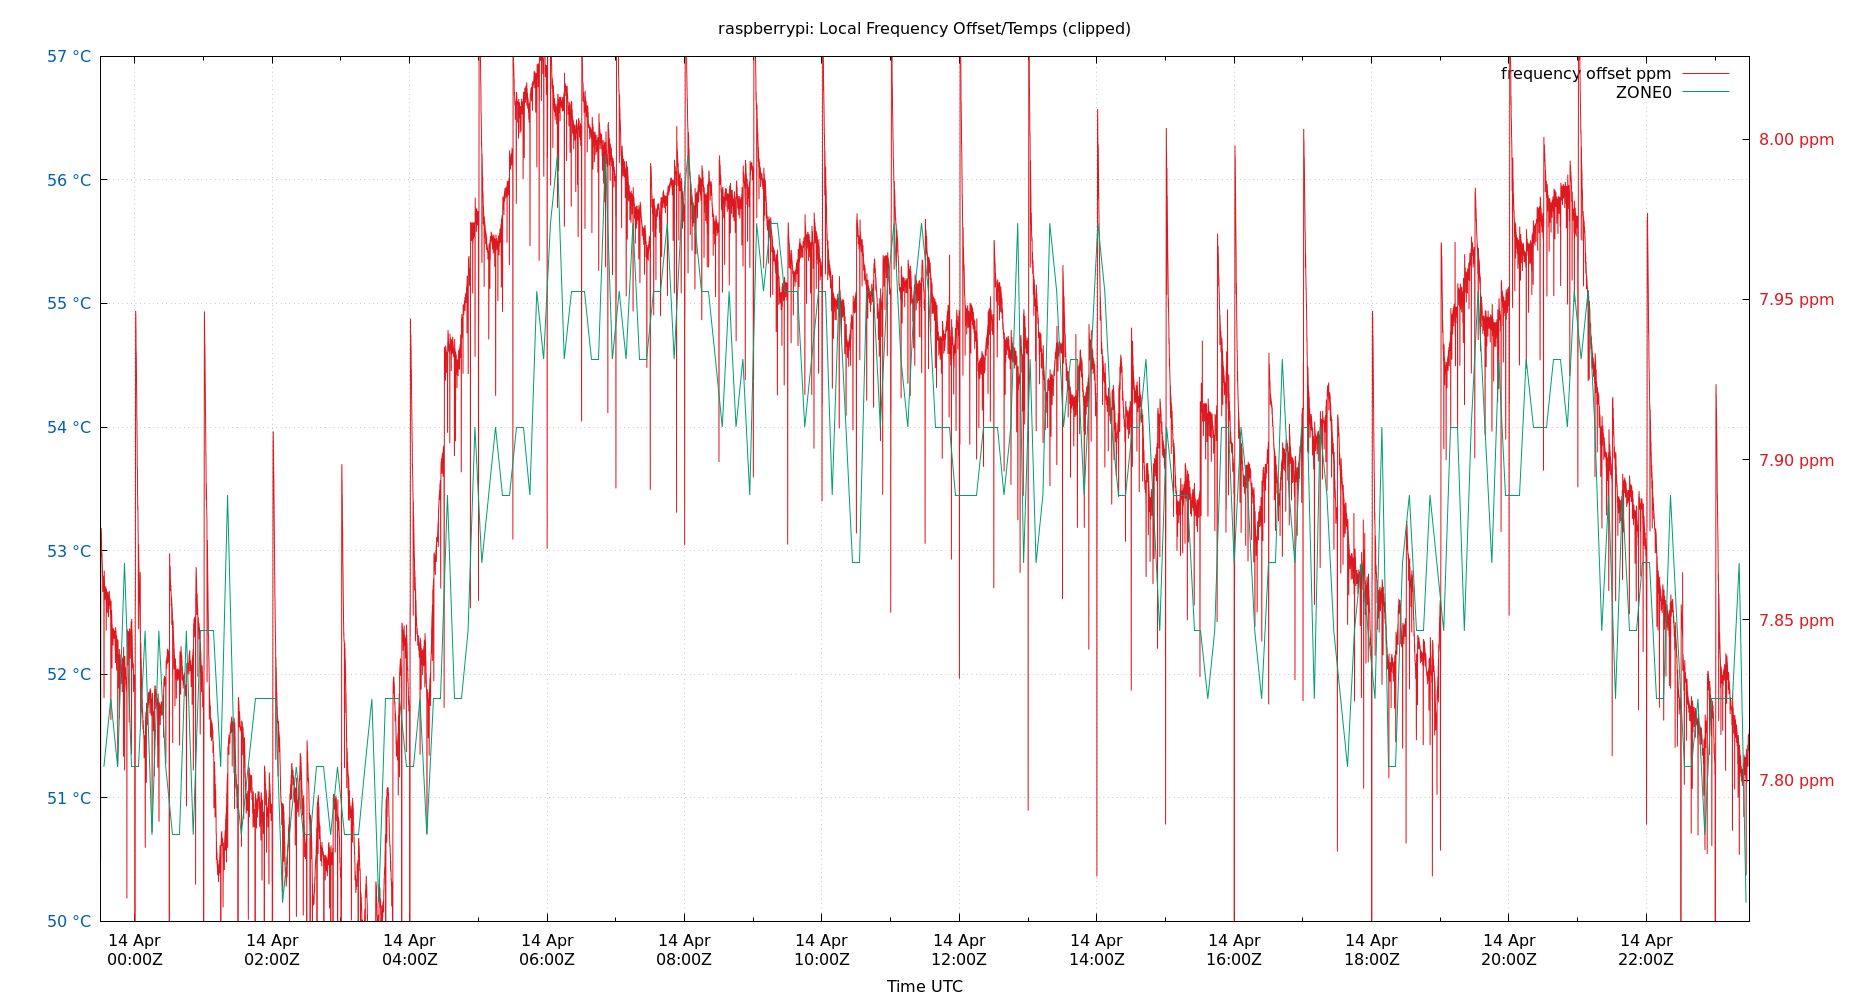 raspberrypi: Local Frequency Offset/Temps (clipped)
57 °C
56 °C
55 °C
54 °C
53 °C
52 °C
51 °C
50 °C
frequency offset ppm
ZONE0
8.00 ppm
7.95 ppm
7.90 ppm
7.85 ppm
7.80 ppm
14 Apr
00:00Z
14 Apr
02:00Z
14 Apr
04:00Z
14 Apr
06:00Z
14 Apr
08:00Z
14 Apr
10:00Z
14 Apr
12:00Z
14 Apr
14:00Z
14 Apr
16:00Z
14 Apr
18:00Z
14 Apr
20:00Z
14 Apr
22:00Z
Time UTC